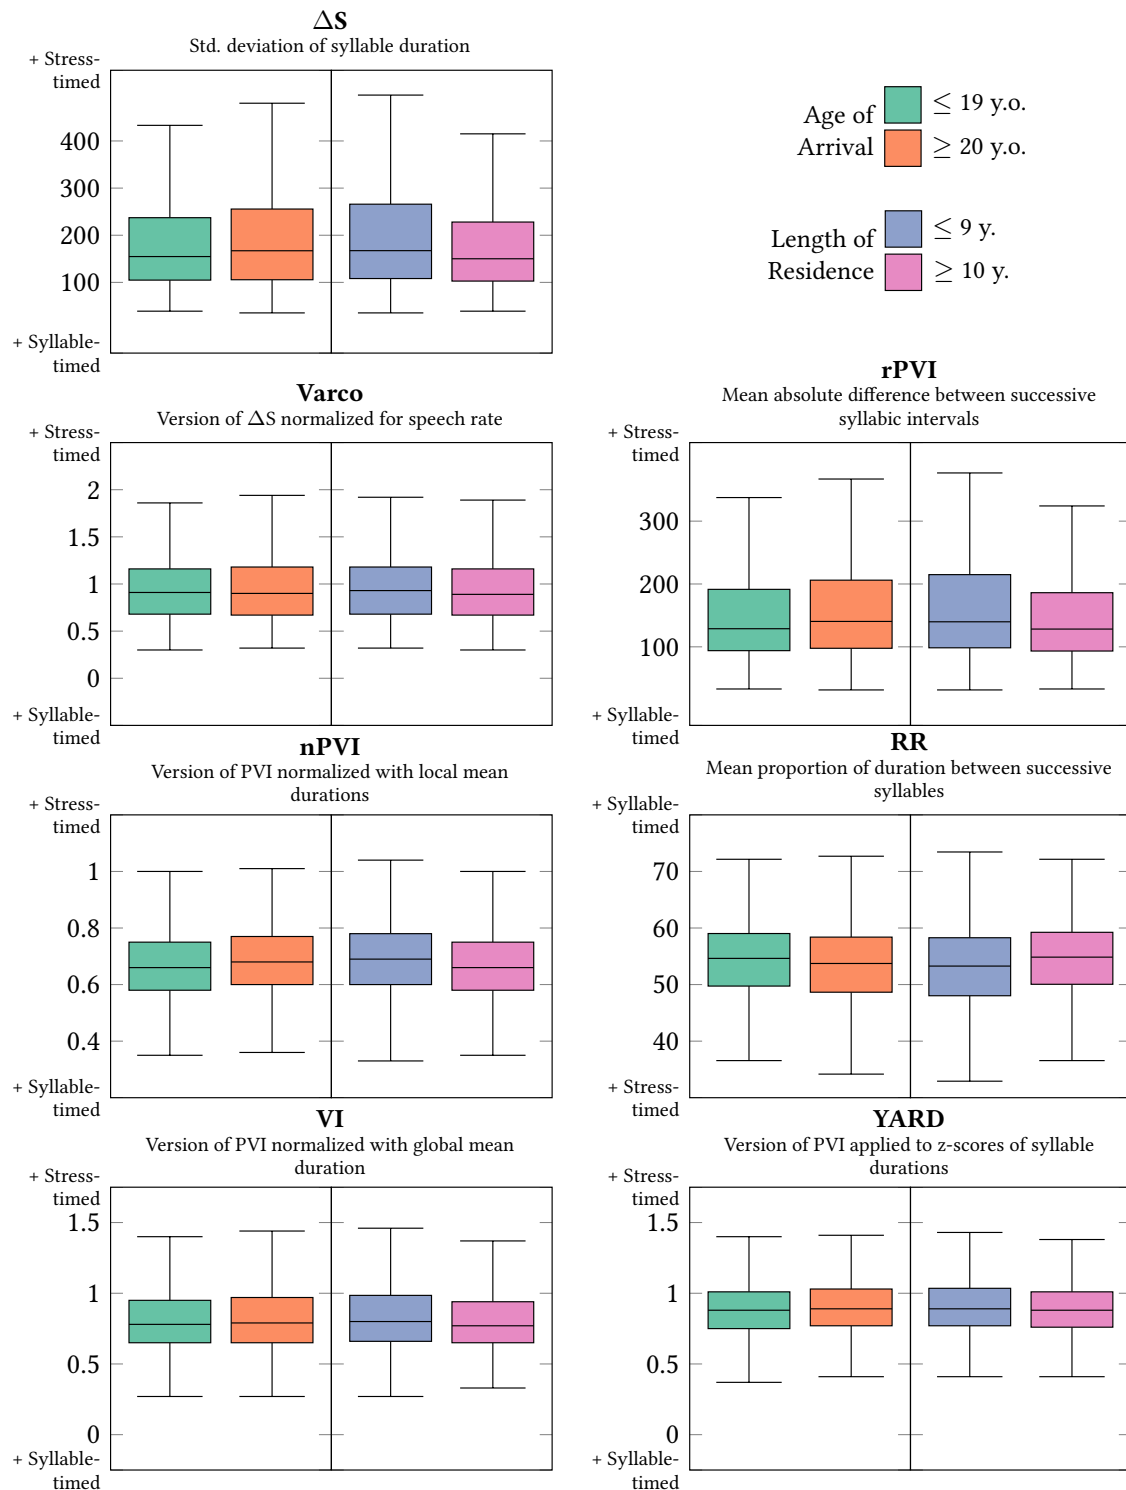 ΔS
Std. deviation of syllable duration
+ Stress-
timed
400
300
200
100
+ Syllable-
timed
Age of
Arrival
≤ 19 y.o.
≥ 20 y.o.
Length of
Residence
≤ 9 y.
≥ 10 y.
Varco
Version of ΔS normalized for speech rate
+ Stress-
timed
2
1.5
1
0.5
0
+ Syllable-
timed
rPVI
Mean absolute difference between successive
syllabic intervals
+ Stress-
timed
300
200
100
+ Syllable-
timed
nPVI
Version of PVI normalized with local mean
durations
+ Stress-
timed
1
0.8
0.6
0.4
+ Syllable-
timed
RR
Mean proportion of duration between successive
syllables
+ Syllable-
timed
70
60
50
40
+ Stress-
timed
VI
Version of PVI normalized with global mean
duration
+ Stress-
timed
1.5
1
0.5
0
+ Syllable-
timed
YARD
Version of PVI applied to z-scores of syllable
durations
+ Stress-
timed
1.5
1
0.5
0
+ Syllable-
timed